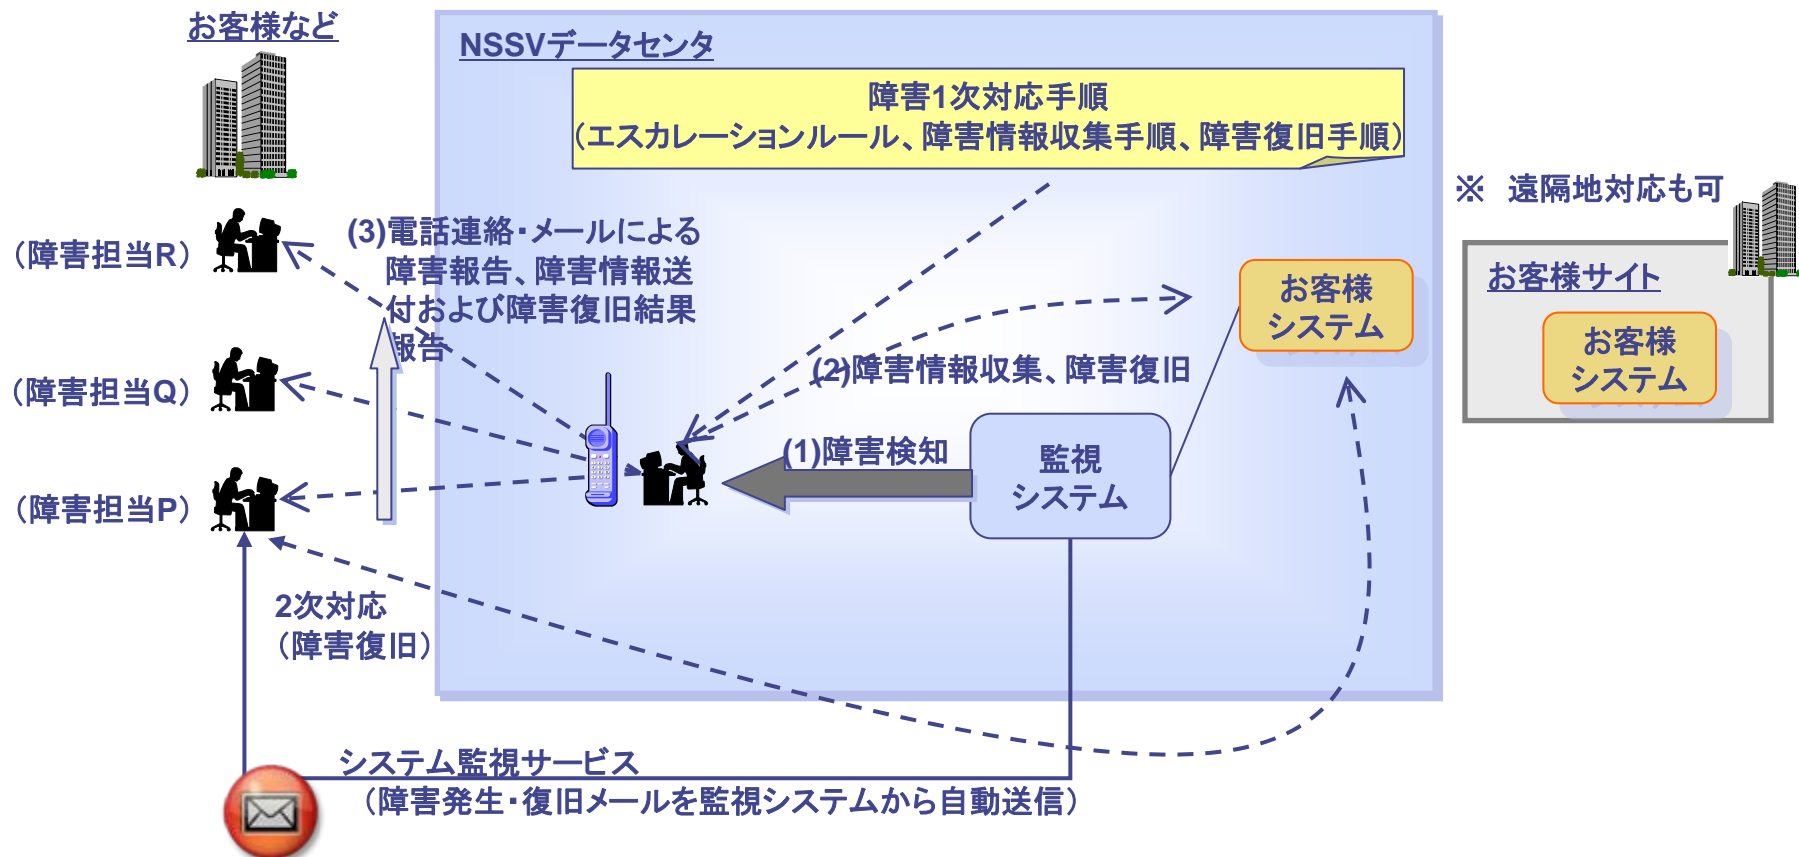 お客様など
NSSVデータセンタ
障害1次対応手順
（エスカレーションルール、障害情報収集手順、障害復旧手順）
※　遠隔地対応も可
（障害担当R）
(3)電話連絡・メールによる
障害報告、障害情報送
付および障害復旧結果
報告
お客様
システム
お客様サイト
お客様
システム
（障害担当Q）
(2)障害情報収集、障害復旧
(1)障害検知
監視
システム
（障害担当P）
2次対応
（障害復旧）
システム監視サービス
（障害発生・復旧メールを監視システムから自動送信）